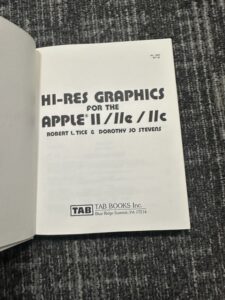 HI-RES GRAPHICS
FOR THE
APPLE® II/IIe/IIc
ROBERT L. TICE & DOROTHY JO STEVENS
TAB TAB BOOKS Inc.
Blue Ridge Summit, PA 17214